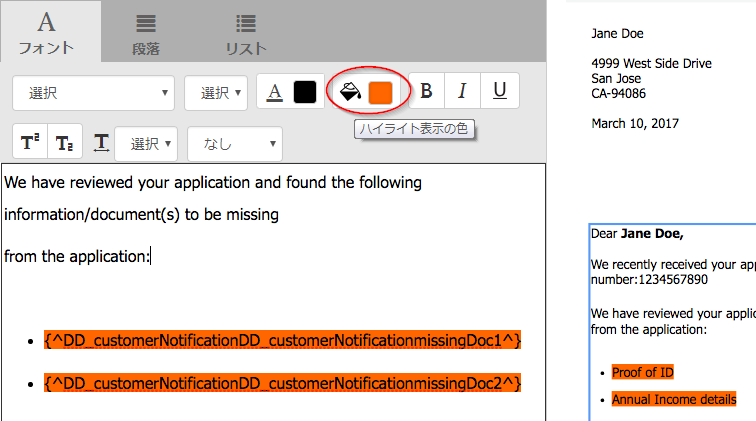 A
フォント
段落
リスト
選択
選択
A
B
I
U
ハイライト表示の色
T²
T₂
T
選択
なし
We have reviewed your application and found the following
information/document(s) to be missing
from the application:
• {^DD_customerNotificationDD_customerNotificationmissingDoc1^}
• {^DD_customerNotificationDD_customerNotificationmissingDoc2^}
Jane Doe
4999 West Side Drive
San Jose
CA-94086
March 10, 2017
Dear Jane Doe,
We recently received your app
number:1234567890
We have reviewed your applic
from the application:
• Proof of ID
• Annual Income details